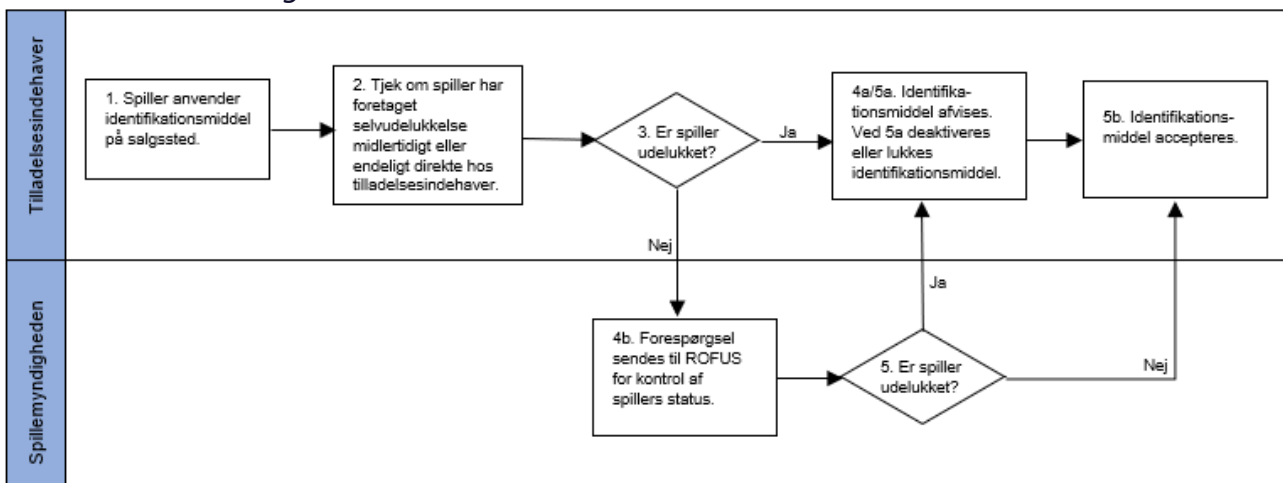 Tilladelsesindehaver
1. Spiller anvender
identifikationsmiddel
på salgssted.
2. Tjek om spiller har
foretaget
selvudelukkelse
midlertidigt eller
endeligt direkte hos
tilladelsesindehaver.
3. Er spiller
udelukket?
Ja
4a/5a. Identifika-
tionsmiddel afvises.
Ved 5a deaktiveres
eller lukkes
identifikationsmiddel.
5b. Identifikations-
middel accepteres.
Nej
Spillemyndigheden
4b. Forespørgsel
sendes til ROFUS
for kontrol af
spillers status.
5. Er spiller
udelukket?
Ja
Nej